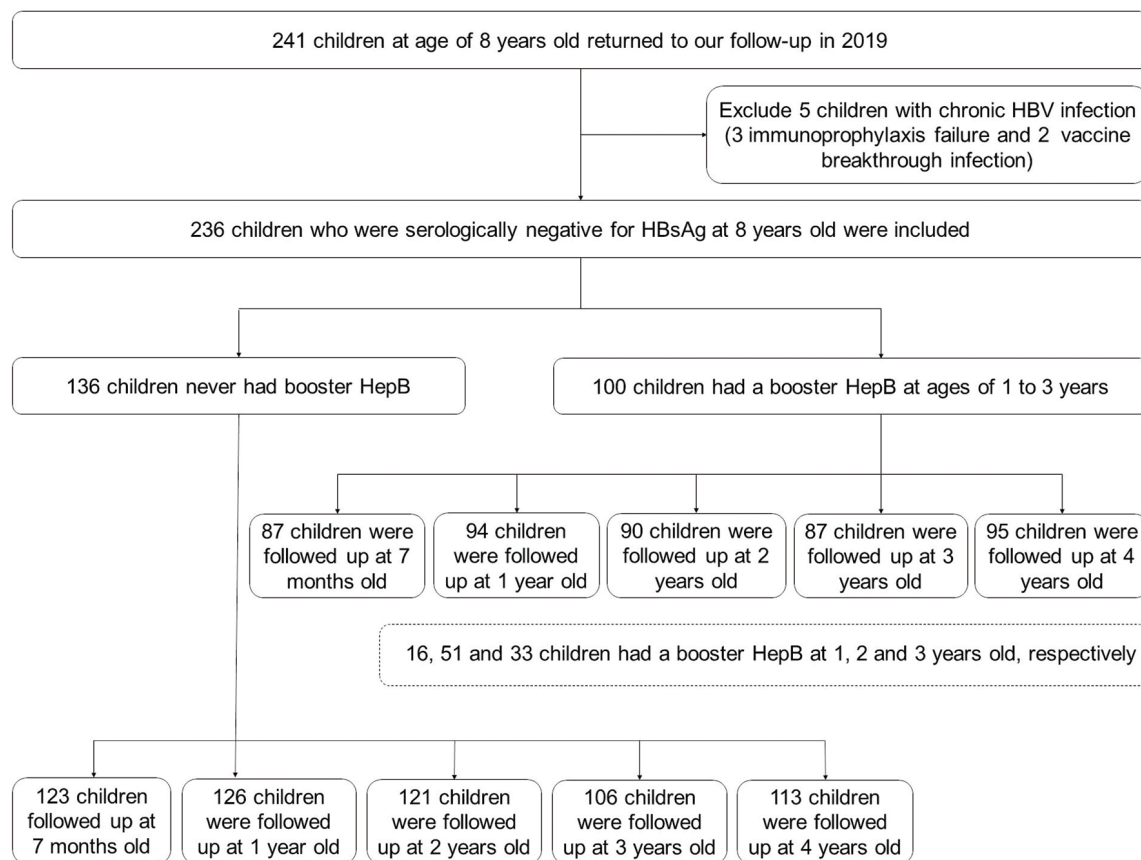 241 children at age of 8 years old returned to our follow-up in 2019
Exclude 5 children with chronic HBV infection
(3 immunoprophylaxis failure and 2 vaccine
breakthrough infection)
236 children who were serologically negative for HBsAg at 8 years old were included
136 children never had booster HepB
100 children had a booster HepB at ages of 1 to 3 years
87 children were
followed up at 7
months old
94 children
were followed
up at 1 year old
90 children were
followed up at 2
years old
87 children were
followed up at 3
years old
95 children were
followed up at 4
years old
16, 51 and 33 children had a booster HepB at 1, 2 and 3 years old, respectively
123 children
followed up at
7 months old
126 children
were followed
up at 1 year old
121 children
were followed
up at 2 years old
106 children
were followed
up at 3 years old
113 children
were followed
up at 4 years old